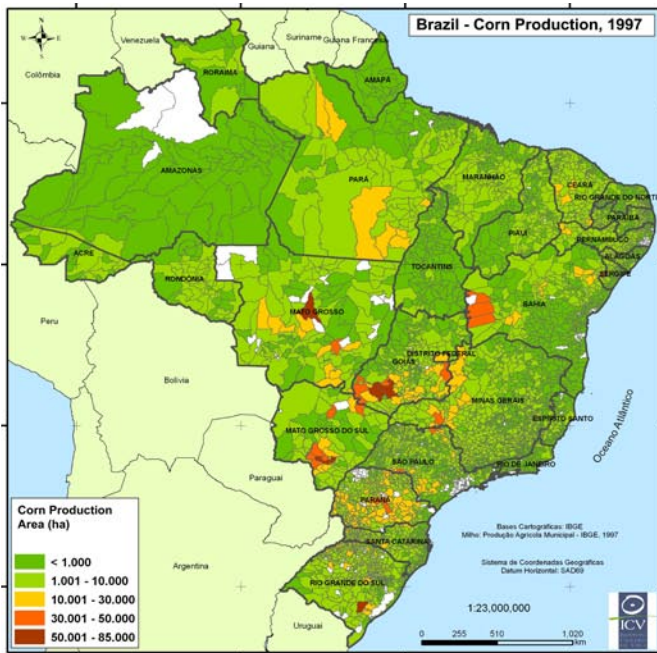 Brazil - Corn Production, 1997
N
W
E
S
Venezuela
Guiana
Suriname
Guiana Francesa
Colômbia
RORAIMA
AMAPÁ
AMAZONAS
PARÁ
MARANHÃO
CEARÁ
RIO GRANDE DO NORTE
PARAÍBA
PIAUÍ
PERNAMBUCO
ALAGOAS
SERGIPE
ACRE
RONDÔNIA
TOCANTINS
BAHIA
MATO GROSSO
Peru
Bolívia
DISTRITO FEDERAL
GOIÁS
MINAS GERAIS
ESPÍRITO SANTO
Oceano Atlântico
MATO GROSSO DO SUL
SÃO PAULO
RIO DE JANEIRO
Paraguai
PARANÁ
SANTA CATARINA
Argentina
RIO GRANDE DO SUL
Uruguai
Corn Production
Area (ha)
< 1.000
1.001 - 10.000
10.001 - 30.000
30.001 - 50.000
50.001 - 85.000
Bases Cartográficas: IBGE
Milho: Produção Agrícola Municipal - IBGE, 1997
Sistema de Coordenadas Geográficas
Datum Horizontal: SAD69
1:23,000,000
0 255 510 1,020
km
ICV